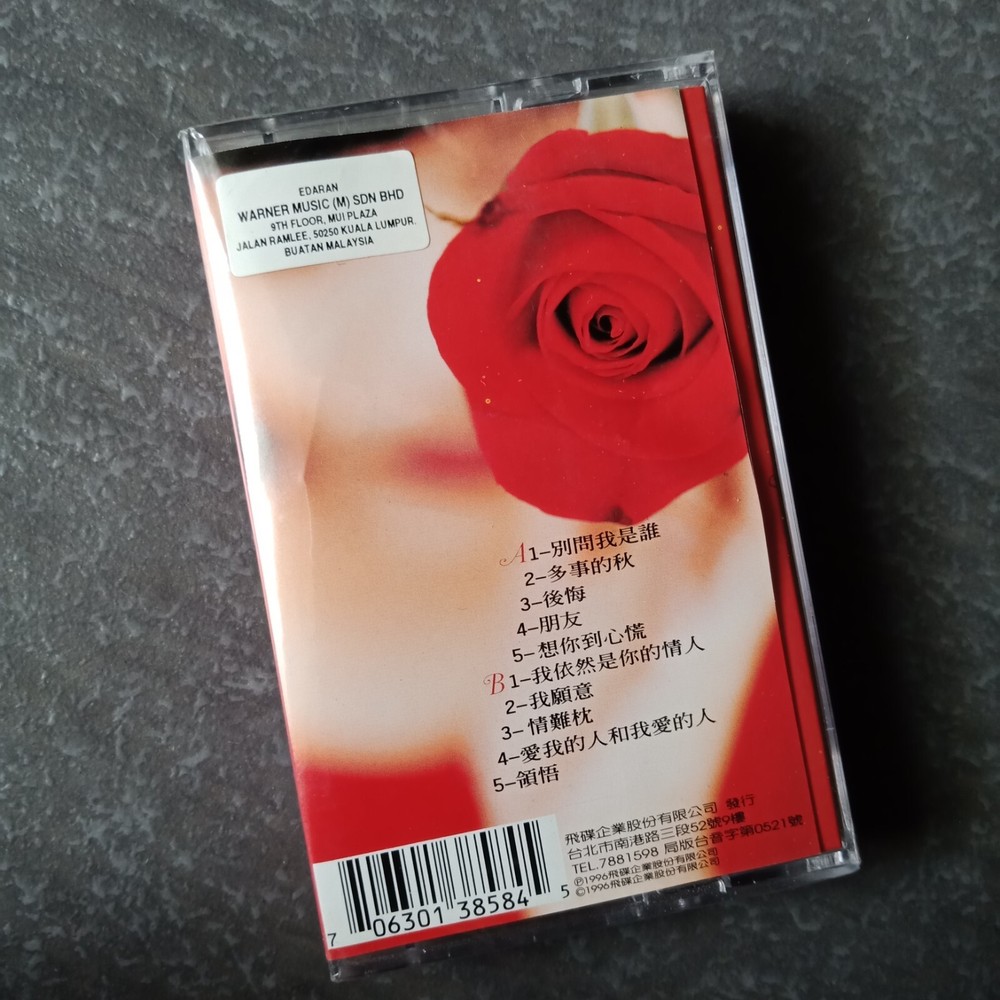 EDARAN
WARNER MUSIC (M) SDN BHD
9TH FLOOR, MUI PLAZA
JALAN RAMLEE, 50250 KUALA LUMPUR.
BUATAN MALAYSIA
A 1–別問我是誰
2–多事的秋
3–後悔
4–朋友
5–想你到心慌
B 1–我依然是你的情人
2–我願意
3–情難枕
4–愛我的人和我愛的人
5–領悟
飛碟企業股份有限公司 發行
台北市南港路三段52號9樓
TEL.7881598 局版台音字第0521號
℗1996飛碟企業股份有限公司
©1996飛碟企業股份有限公司
7 06301 38584 5